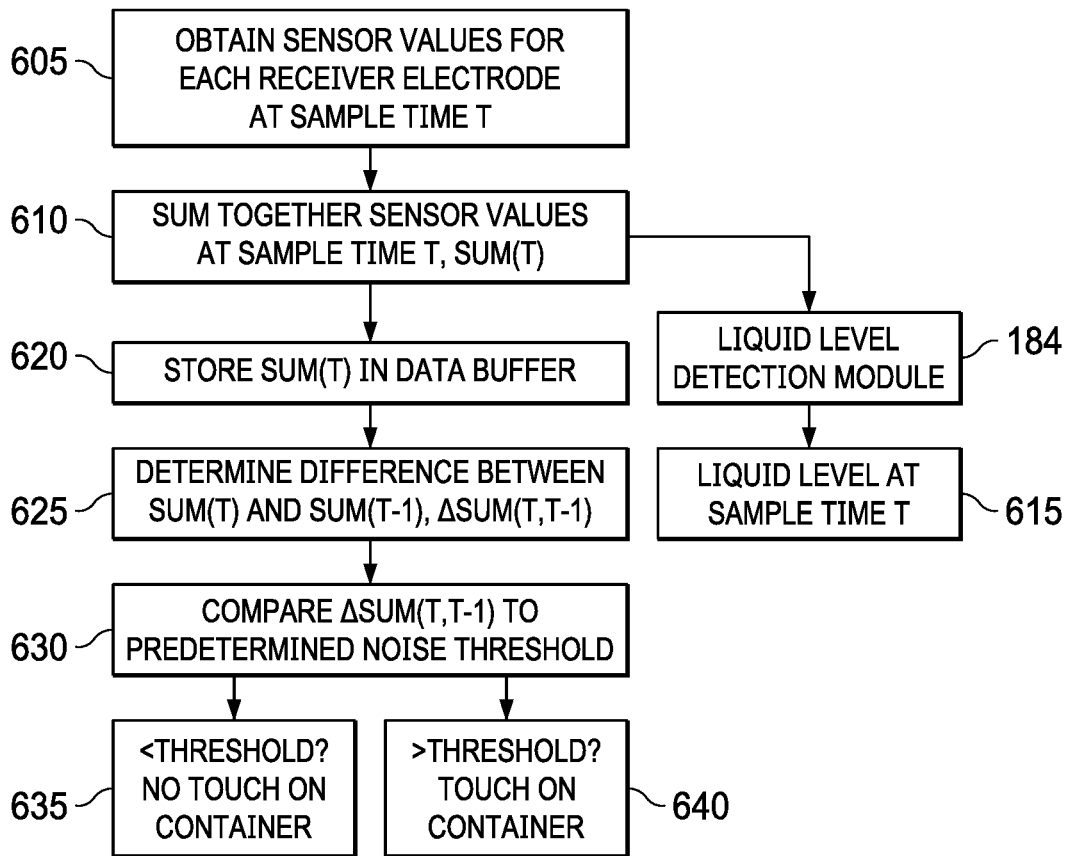 605
OBTAIN SENSOR VALUES FOR
EACH RECEIVER ELECTRODE
AT SAMPLE TIME T
610
SUM TOGETHER SENSOR VALUES
AT SAMPLE TIME T, SUM(T)
620
STORE SUM(T) IN DATA BUFFER
LIQUID LEVEL
DETECTION MODULE
184
625
DETERMINE DIFFERENCE BETWEEN
SUM(T) AND SUM(T-1), ΔSUM(T,T-1)
LIQUID LEVEL AT
SAMPLE TIME T
615
630
COMPARE ΔSUM(T,T-1) TO
PREDETERMINED NOISE THRESHOLD
635
<THRESHOLD?
NO TOUCH ON
CONTAINER
>THRESHOLD?
TOUCH ON
CONTAINER
640